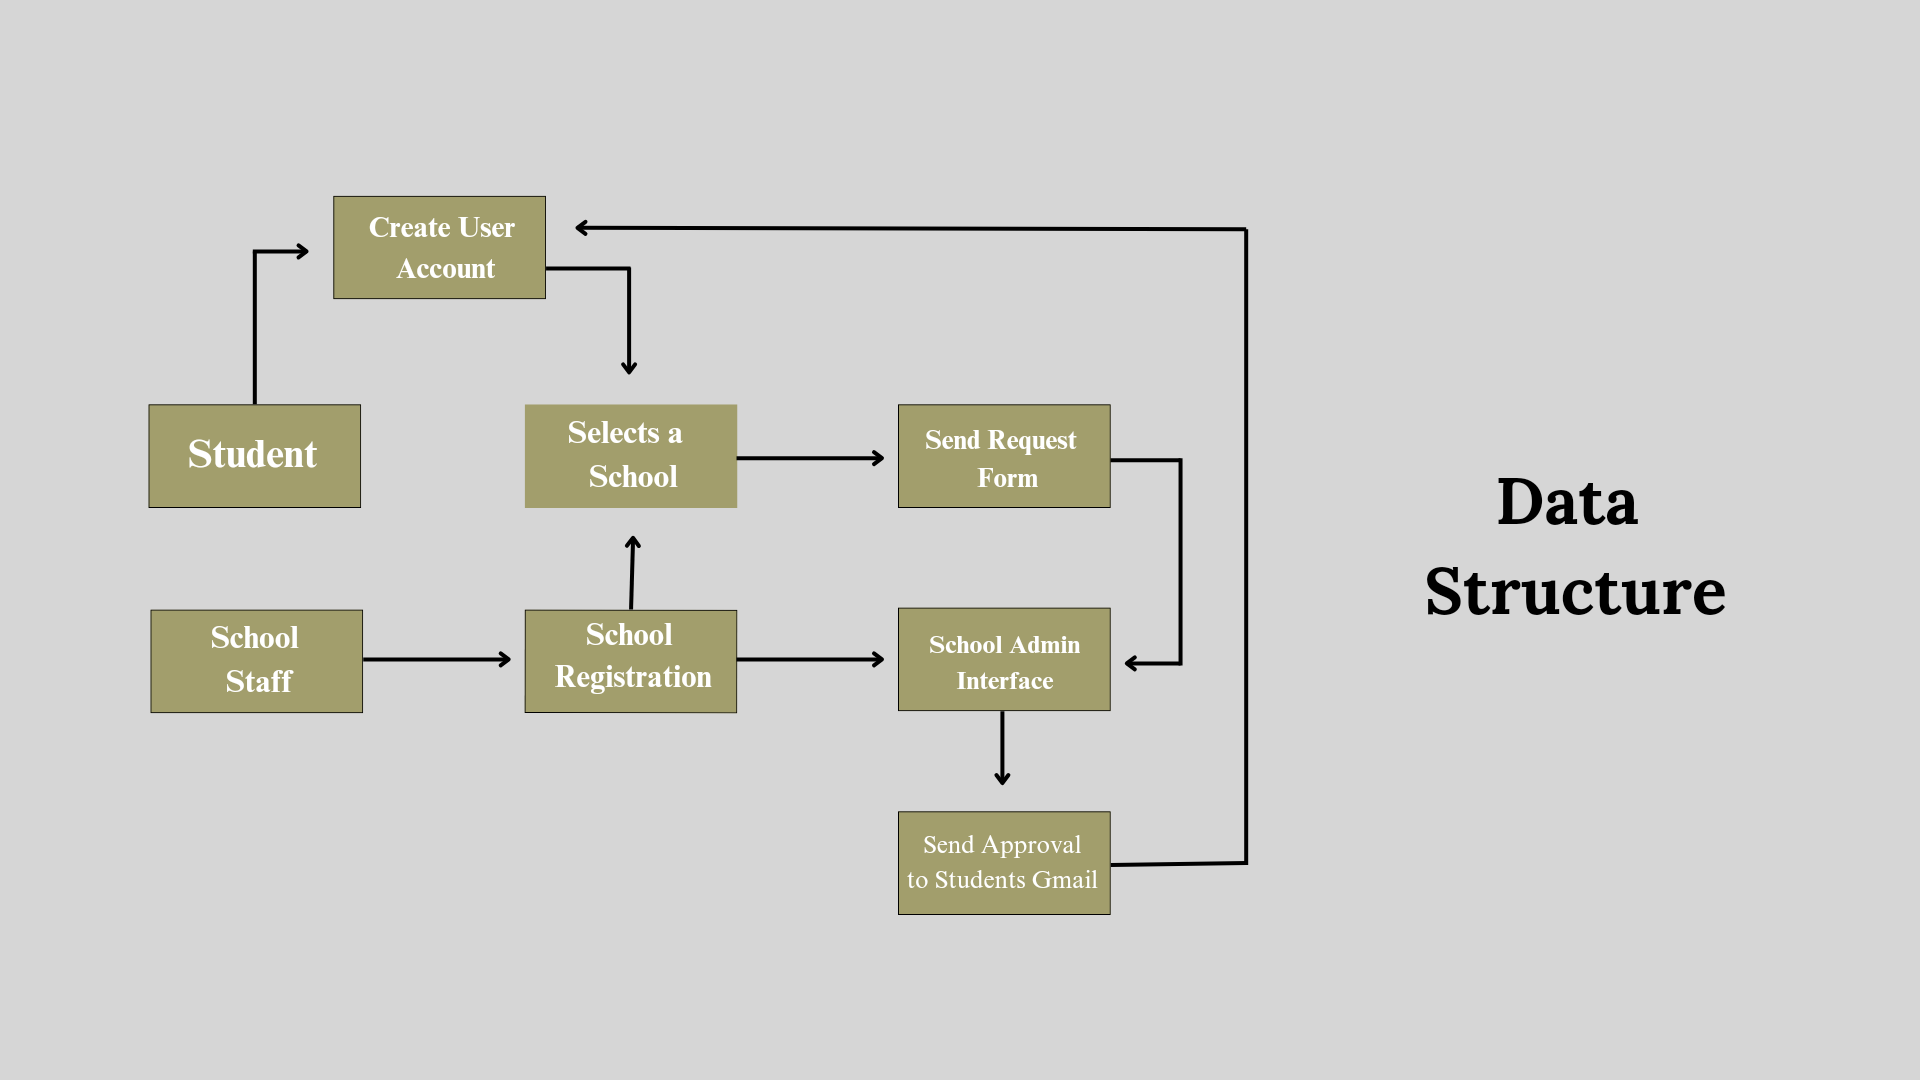 Create User
Account
Student
Selects a
School
Send Request
Form
School
Staff
School
Registration
School Admin
Interface
Send Approval
to Students Gmail
Data
Structure